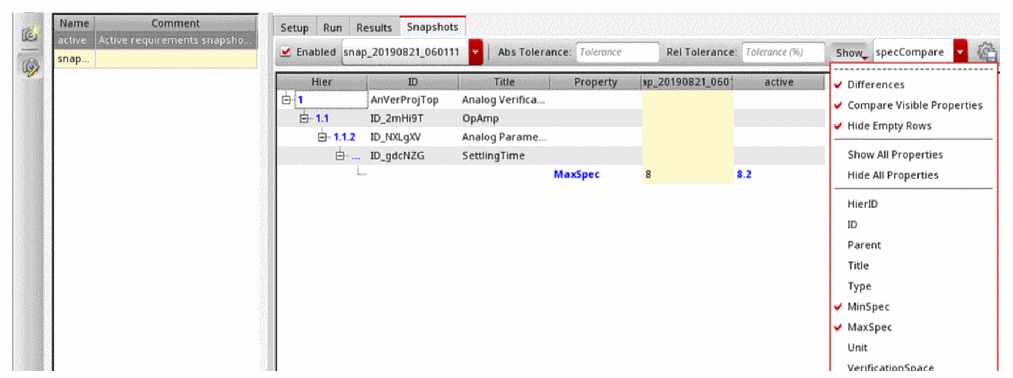 Name Comment
active Active requirements snapsho...
snap...
Setup Run Results Snapshots
Enabled snap_20190821_060111 Abs Tolerance: Tolerance Rel Tolerance: Tolerance (%) Show specCompare
Hier ID Title Property ap_20190821_060 active
1 AnVerProjTop Analog Verifica...
1.1 ID_2mHi9T OpAmp
1.1.2 ID_NXLgXV Analog Parame...
... ID_gdcNZG SettlingTime
MaxSpec 8 8.2
Differences
Compare Visible Properties
Hide Empty Rows
Show All Properties
Hide All Properties
HierID
ID
Parent
Title
Type
MinSpec
MaxSpec
Unit
VerificationSpace